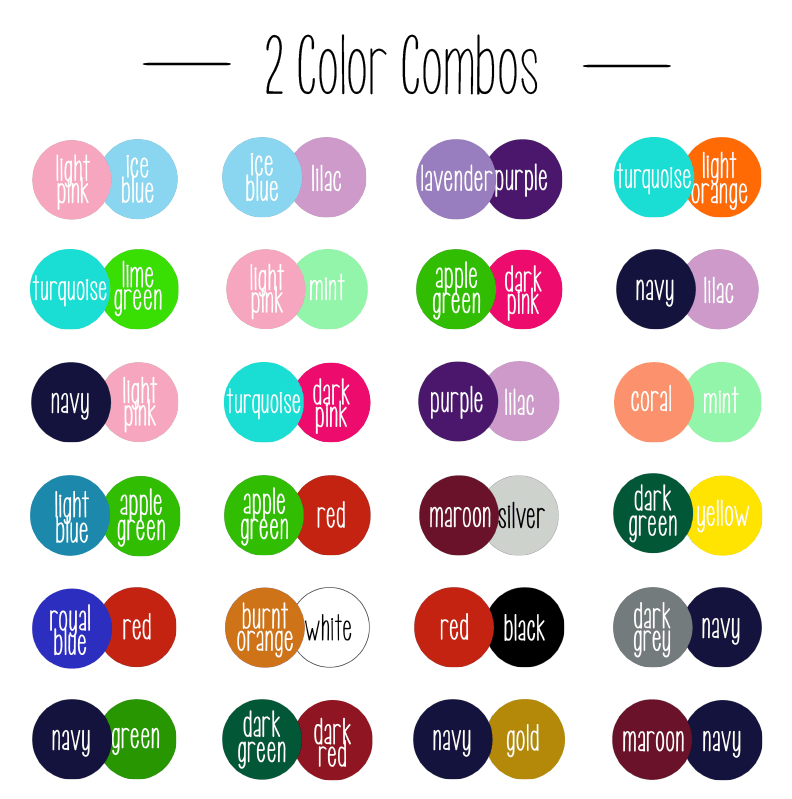 2 Color Combos
light pink ice blue
ice blue lilac
lavender purple
turquoise light orange
turquoise lime green
light pink mint
apple green dark pink
navy lilac
navy light pink
turquoise dark pink
purple lilac
coral mint
light blue apple green
apple green red
maroon silver
dark green yellow
royal blue red
burnt orange white
red black
dark grey navy
navy green
dark green dark red
navy gold
maroon navy